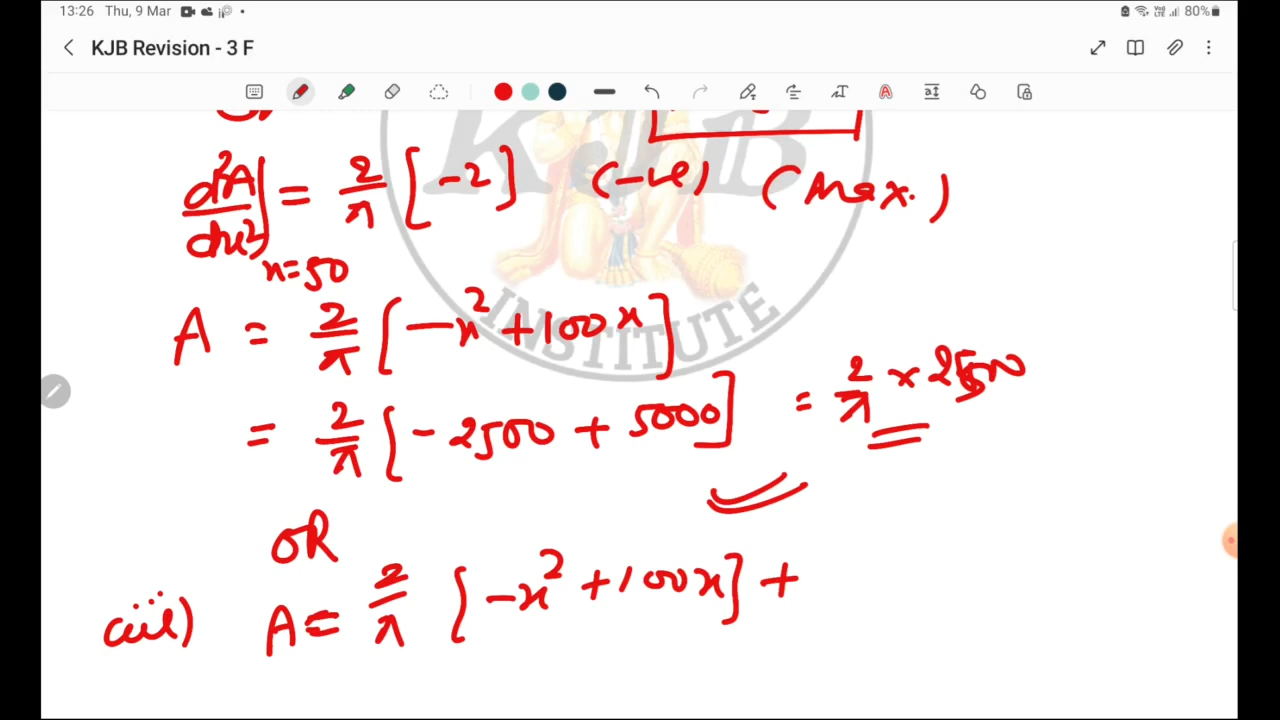 13:26 Thu, 9 Mar 80%
KJB Revision - 3 F
KJB
INSTITUTE
d²A/dx²|x=50 = 2/π [-2] (-ve) (Max.)
A = 2/π [-x² + 100x]
= 2/π [-2500 + 5000] = 2/π × 2500
OR
iii) A = 2/π [-x² + 100x] +